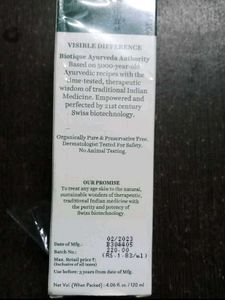 VISIBLE DIFFERENCE
Biotique Ayurveda Authority
Based on 5000-year-old
Ayurvedic recipes with the
time-tested, therapeutic
wisdom of traditional Indian
Medicine. Empowered and
perfected by 21st century
Swiss biotechnology.
Organically Pure & Preservative Free.
Dermatologist Tested For Safety.
No Animal Testing.
OUR PROMISE
To treat any age skin to the natural,
sustainable wonders of therapeutic,
traditional Indian medicine with
the purity and potency of
Swiss biotechnology.
Date of Mfg. 02/2023
Batch No.
Max. Retail price ₹: 220.00
(Inclusive of all taxes) (RS.1.83/ml)
Use before: 3 years from date of Mfg.
Net Vol. (When Packed) : 4.06 fl. oz. / 120 ml